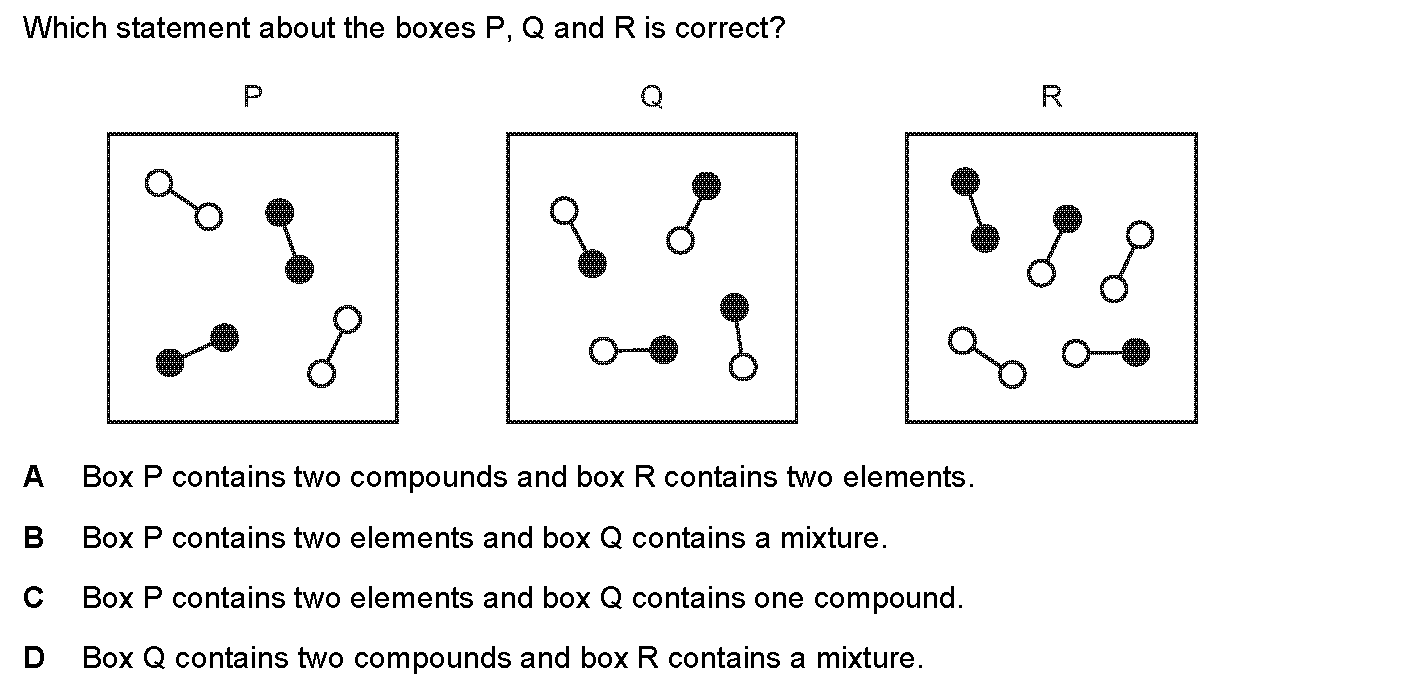 Which statement about the boxes P, Q and R is correct?
P Q R
A Box P contains two compounds and box R contains two elements.
B Box P contains two elements and box Q contains a mixture.
C Box P contains two elements and box Q contains one compound.
D Box Q contains two compounds and box R contains a mixture.